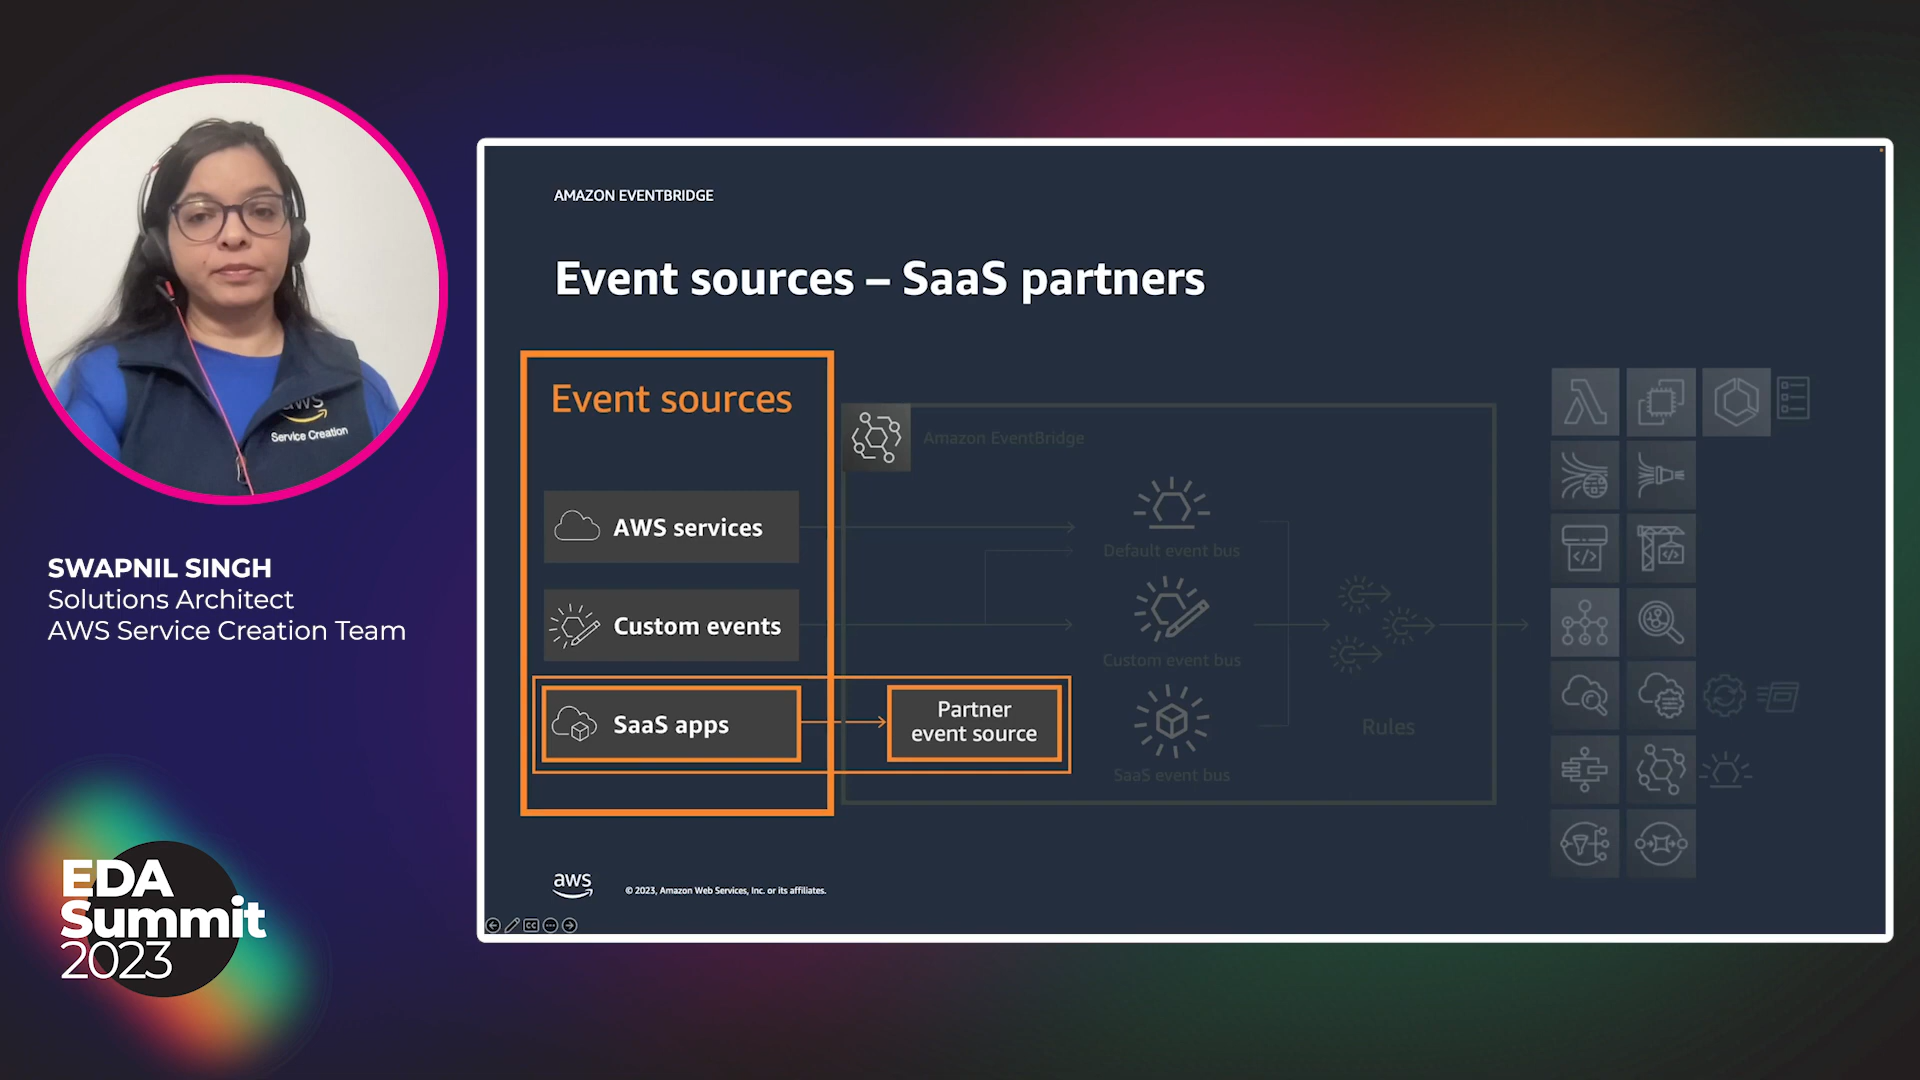 AMAZON EVENTBRIDGE
Event sources – SaaS partners
Event sources
AWS services
Custom events
SaaS apps
Partner
event source
Amazon EventBridge
Default event bus
Custom event bus
SaaS event bus
Rules
aws
© 2023, Amazon Web Services, Inc. or its affiliates.
CC
aws
Service Creation
SWAPNIL SINGH
Solutions Architect
AWS Service Creation Team
EDA
Summit
2023